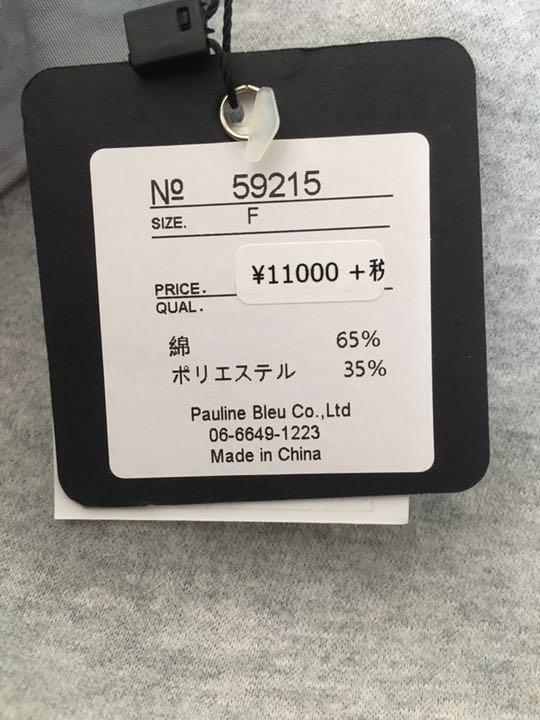 Nº 59215
SIZE. F
PRICE. ¥11000 +税
QUAL.
綿 65%
ポリエステル 35%
Pauline Bleu Co.,Ltd
06-6649-1223
Made in China